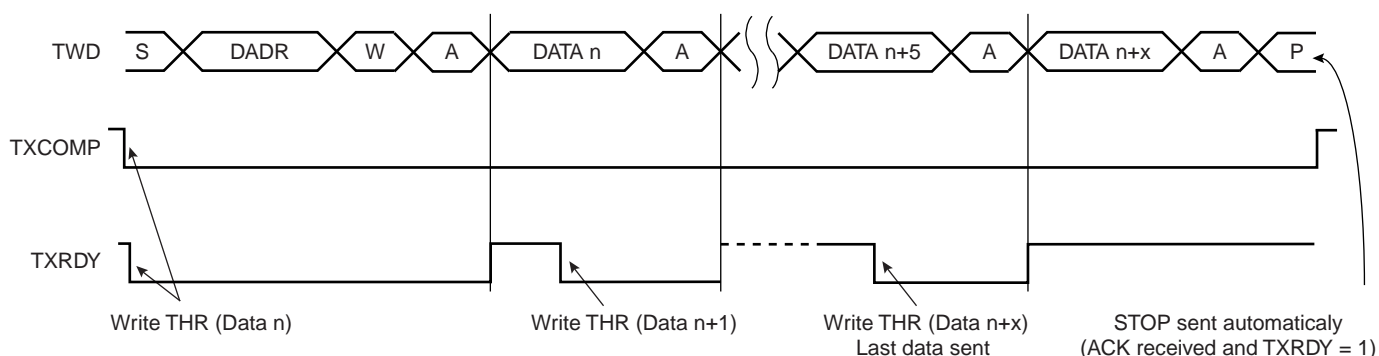 TWD S DADR W A DATA n A DATA n+5 A DATA n+x A P
TXCOMP
TXRDY
Write THR (Data n)
Write THR (Data n+1)
Write THR (Data n+x)
Last data sent
STOP sent automaticaly
(ACK received and TXRDY = 1)